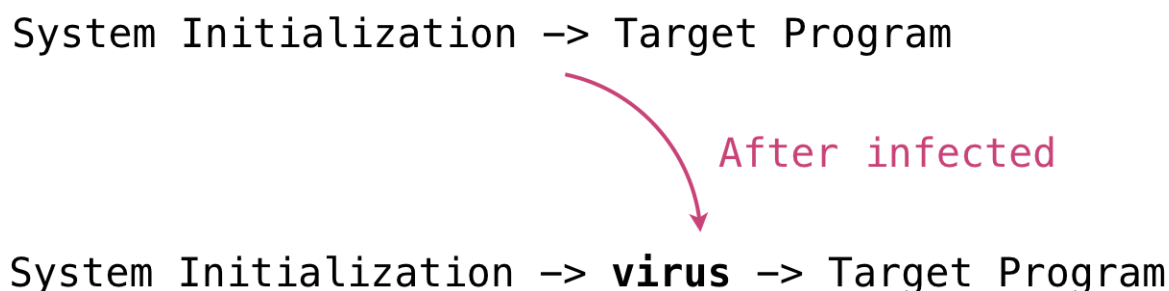 System Initialization —> Target Program
After infected
System Initialization —> virus —> Target Program